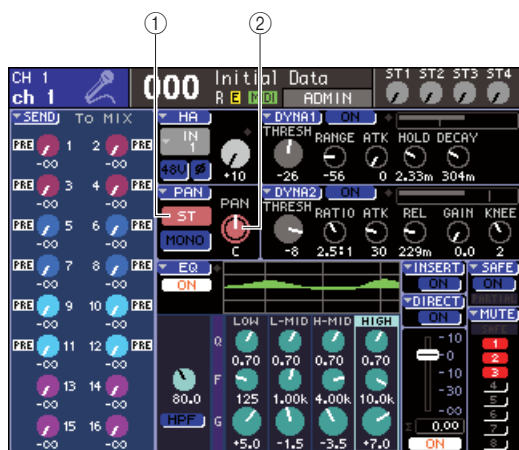 ① ②
CH 1
ch 1
000 Initial Data
R E MIDI ADMIN
ST1 ST2 ST3 ST4
SEND To MIX
PRE 1 2 PRE
-∞ -∞
PRE 3 4 PRE
-∞ -∞
PRE 5 6 PRE
-∞ -∞
PRE 7 8 PRE
-∞ -∞
PRE 9 10 PRE
-∞ -∞
PRE 11 12 PRE
-∞ -∞
13 14
-∞ -∞
15 16
-∞ -∞
HA
IN
1
48V Ø
+10
PAN
ST
MONO
PAN
C
DYNA1 ON
THRESH RANGE ATK HOLD DECAY
-26 -56 0 2.33m 304m
DYNA2 ON
THRESH RATIO ATK REL GAIN KNEE
-8 2.5:1 30 229m 0.0 2
EQ
ON
LOW L-MID H-MID HIGH
Q 0.70 0.70 0.70 0.70
F 125 1.00k 4.00k 10.0k
G +5.0 -1.5 -3.5 +7.0
80.0
HPF
INSERT
ON
DIRECT
ON
10
0
-10
-30
-∞
Σ 0.00
ON
SAFE
ON
PARTIAL
MUTE
SAFE
1
2
3
4
5
6
7
8